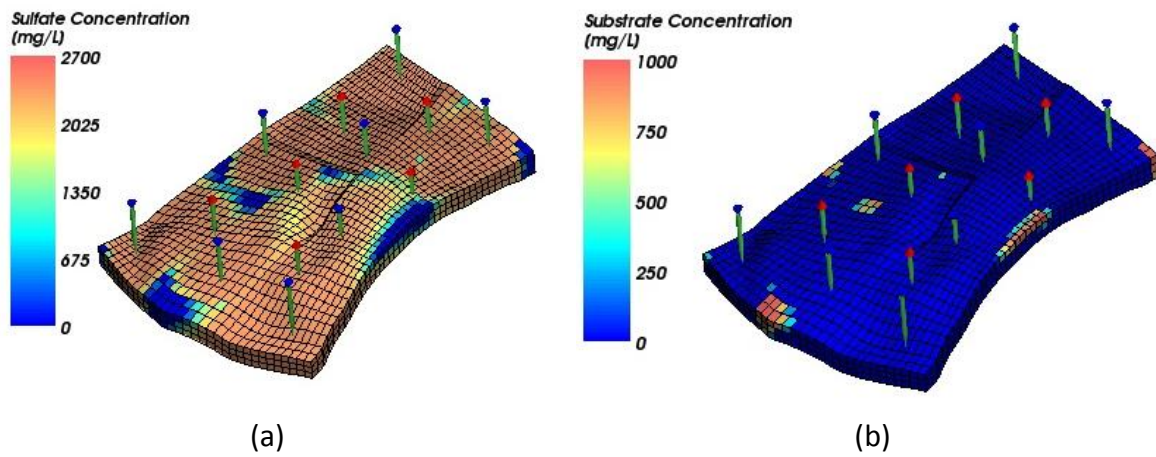 Sulfate Concentration
(mg/L)
2700
2025
1350
675
0
(a)
Substrate Concentration
(mg/L)
1000
750
500
250
0
(b)